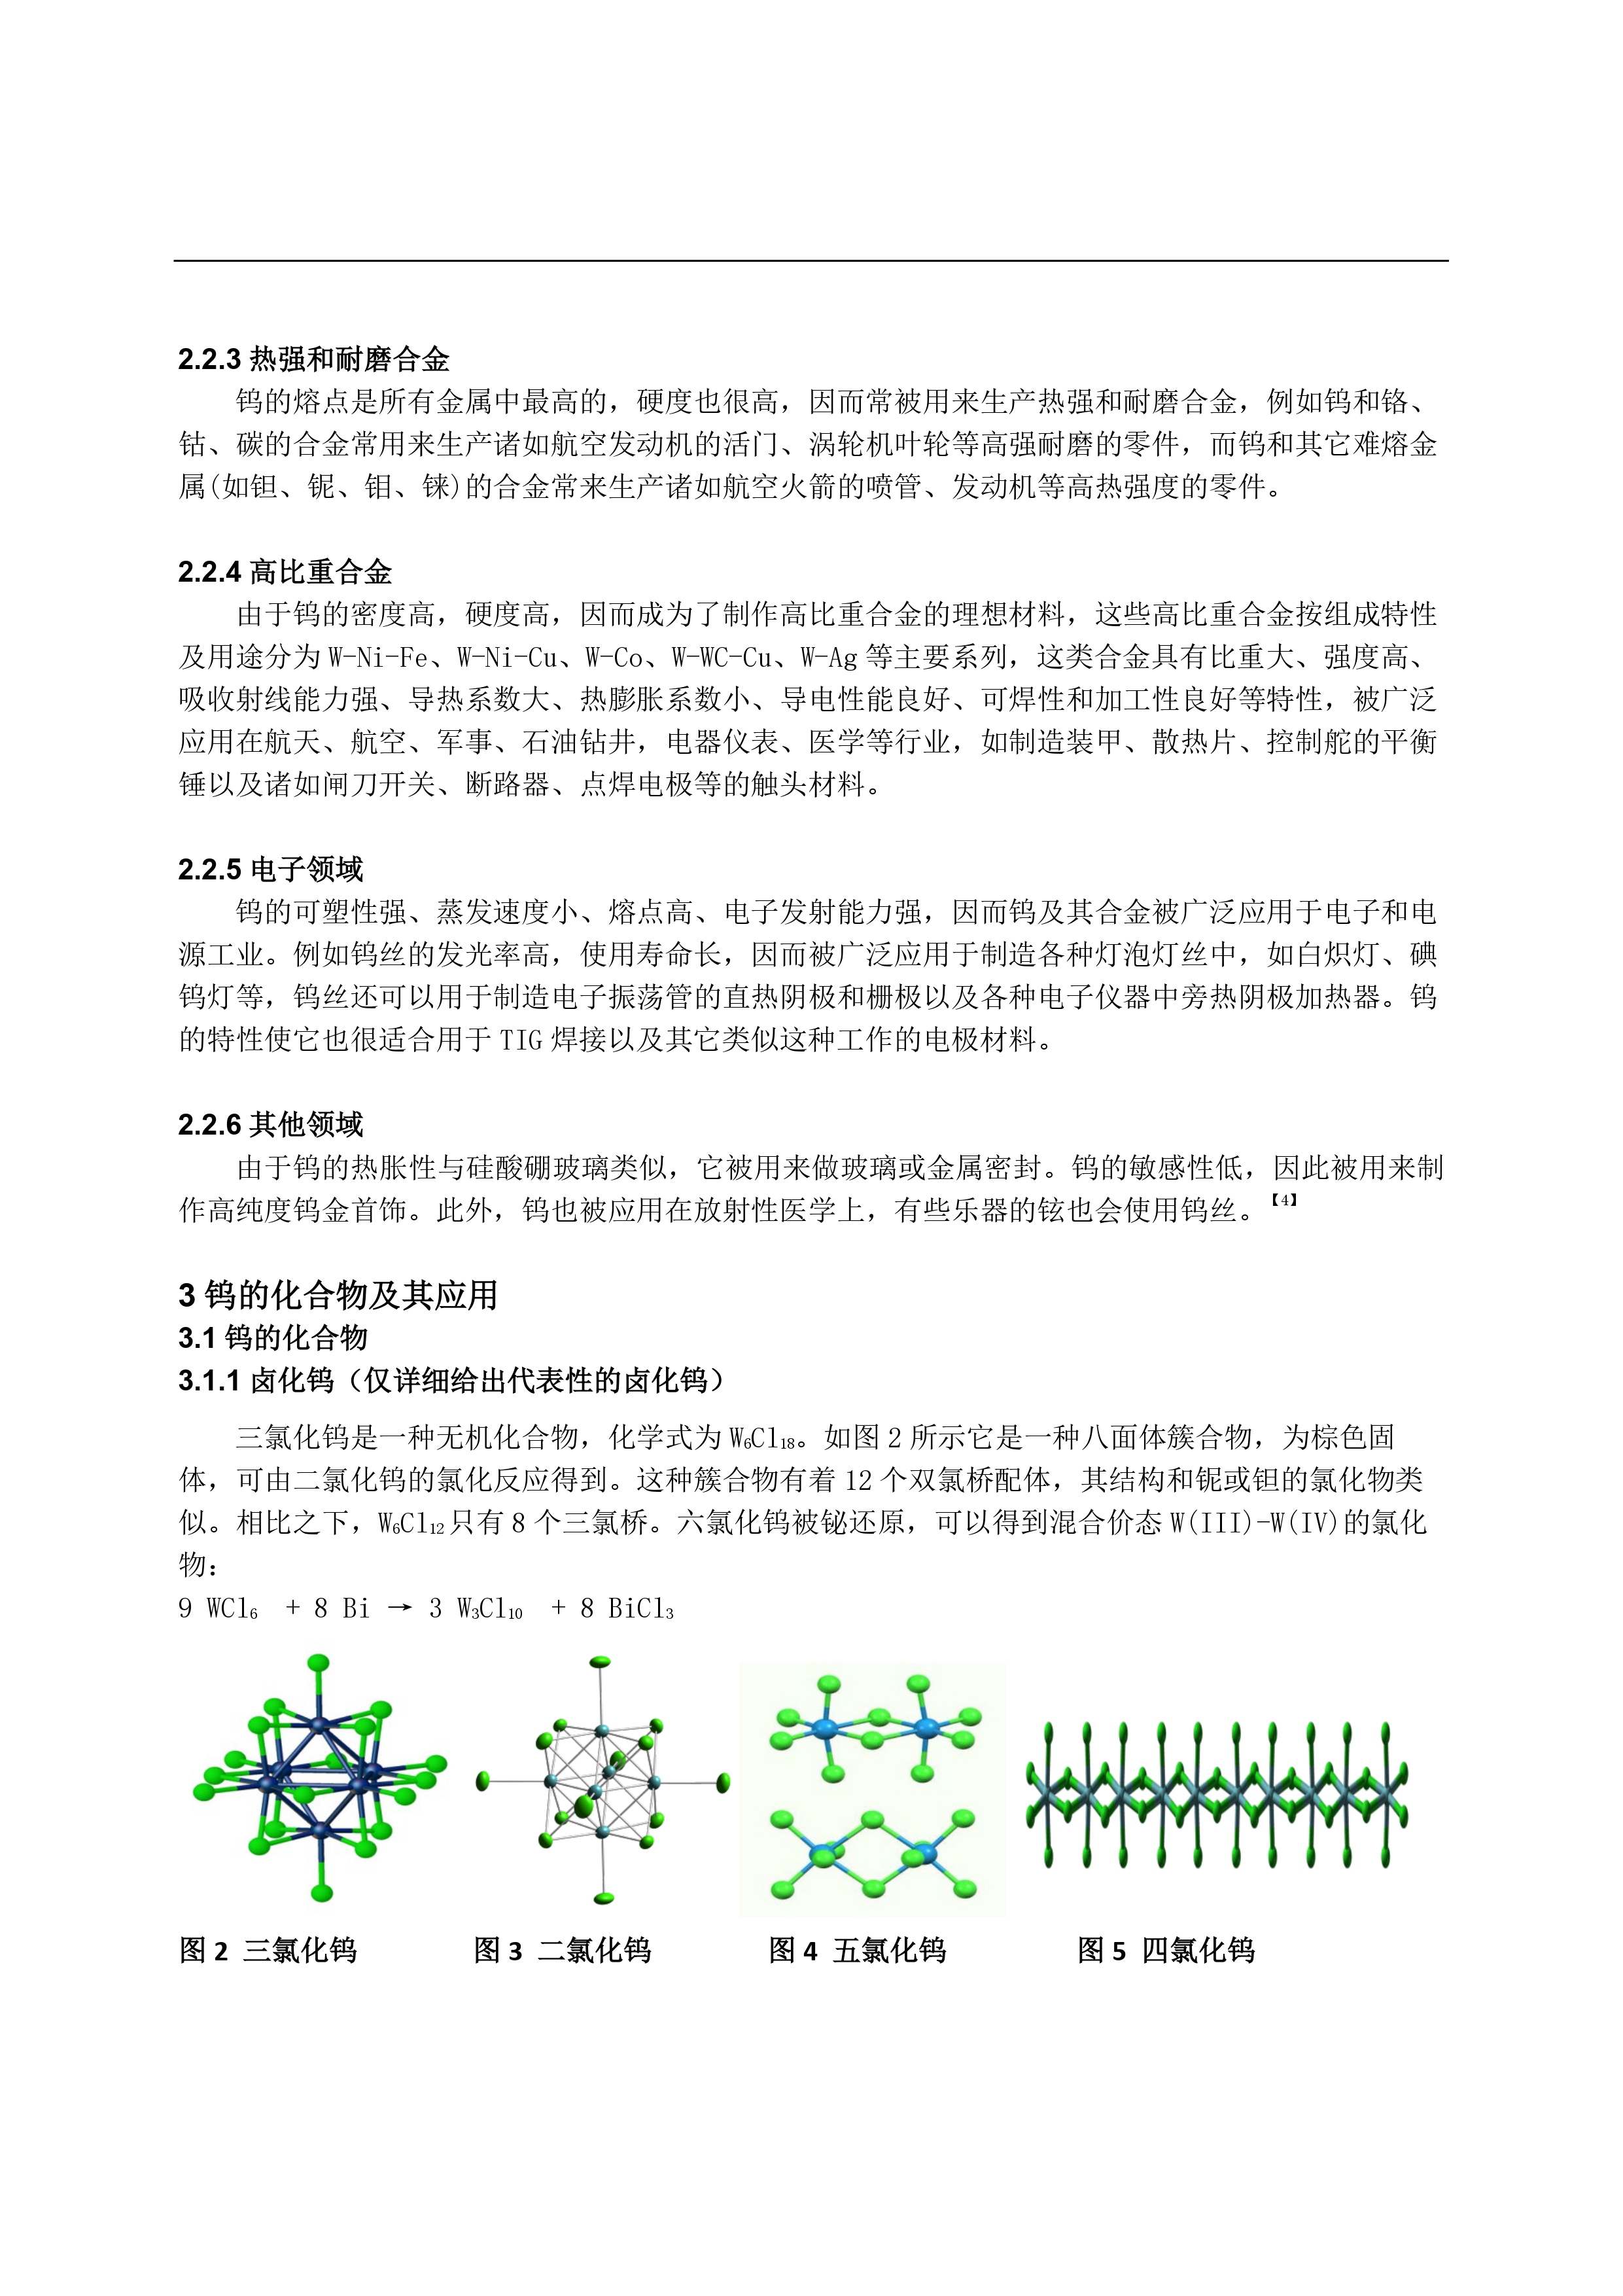 2.2.3 热强和耐磨合金
钨的熔点是所有金属中最高的，硬度也很高，因而常被用来生产热强和耐磨合金，例如钨和铬、
钴、碳的合金常用来生产诸如航空发动机的活门、涡轮机叶轮等高强耐磨的零件，而钨和其它难熔金
属(如钽、铌、钼、铼)的合金常来生产诸如航空火箭的喷管、发动机等高热强度的零件。
2.2.4 高比重合金
由于钨的密度高，硬度高，因而成为了制作高比重合金的理想材料，这些高比重合金按组成特性
及用途分为 W-Ni-Fe、W-Ni-Cu、W-Co、W-WC-Cu、W-Ag 等主要系列，这类合金具有比重大、强度高、
吸收射线能力强、导热系数大、热膨胀系数小、导电性能良好、可焊性和加工性良好等特性，被广泛
应用在航天、航空、军事、石油钻井，电器仪表、医学等行业，如制造装甲、散热片、控制舵的平衡
锤以及诸如闸刀开关、断路器、点焊电极等的触头材料。
2.2.5 电子领域
钨的可塑性强、蒸发速度小、熔点高、电子发射能力强，因而钨及其合金被广泛应用于电子和电
源工业。例如钨丝的发光率高，使用寿命长，因而被广泛应用于制造各种灯泡灯丝中，如白炽灯、碘
钨灯等，钨丝还可以用于制造电子振荡管的直热阴极和栅极以及各种电子仪器中旁热阴极加热器。钨
的特性使它也很适合用于 TIG 焊接以及其它类似这种工作的电极材料。
2.2.6 其他领域
由于钨的热胀性与硅酸硼玻璃类似，它被用来做玻璃或金属密封。钨的敏感性低，因此被用来制
作高纯度钨金首饰。此外，钨也被应用在放射性医学上，有些乐器的铉也会使用钨丝。【4】
3 钨的化合物及其应用
3.1 钨的化合物
3.1.1 卤化钨（仅详细给出代表性的卤化钨）
三氯化钨是一种无机化合物，化学式为 W₆Cl₁₈。如图 2 所示它是一种八面体簇合物，为棕色固
体，可由二氯化钨的氯化反应得到。这种簇合物有着 12 个双氯桥配体，其结构和铌或钽的氯化物类
似。相比之下，W₆Cl₁₂只有 8 个三氯桥。六氯化钨被铋还原，可以得到混合价态 W(III)-W(IV)的氯化
物：
9 WCl₆ + 8 Bi → 3 W₃Cl₁₀ + 8 BiCl₃
图 2 三氯化钨 图 3 二氯化钨 图 4 五氯化钨 图 5 四氯化钨